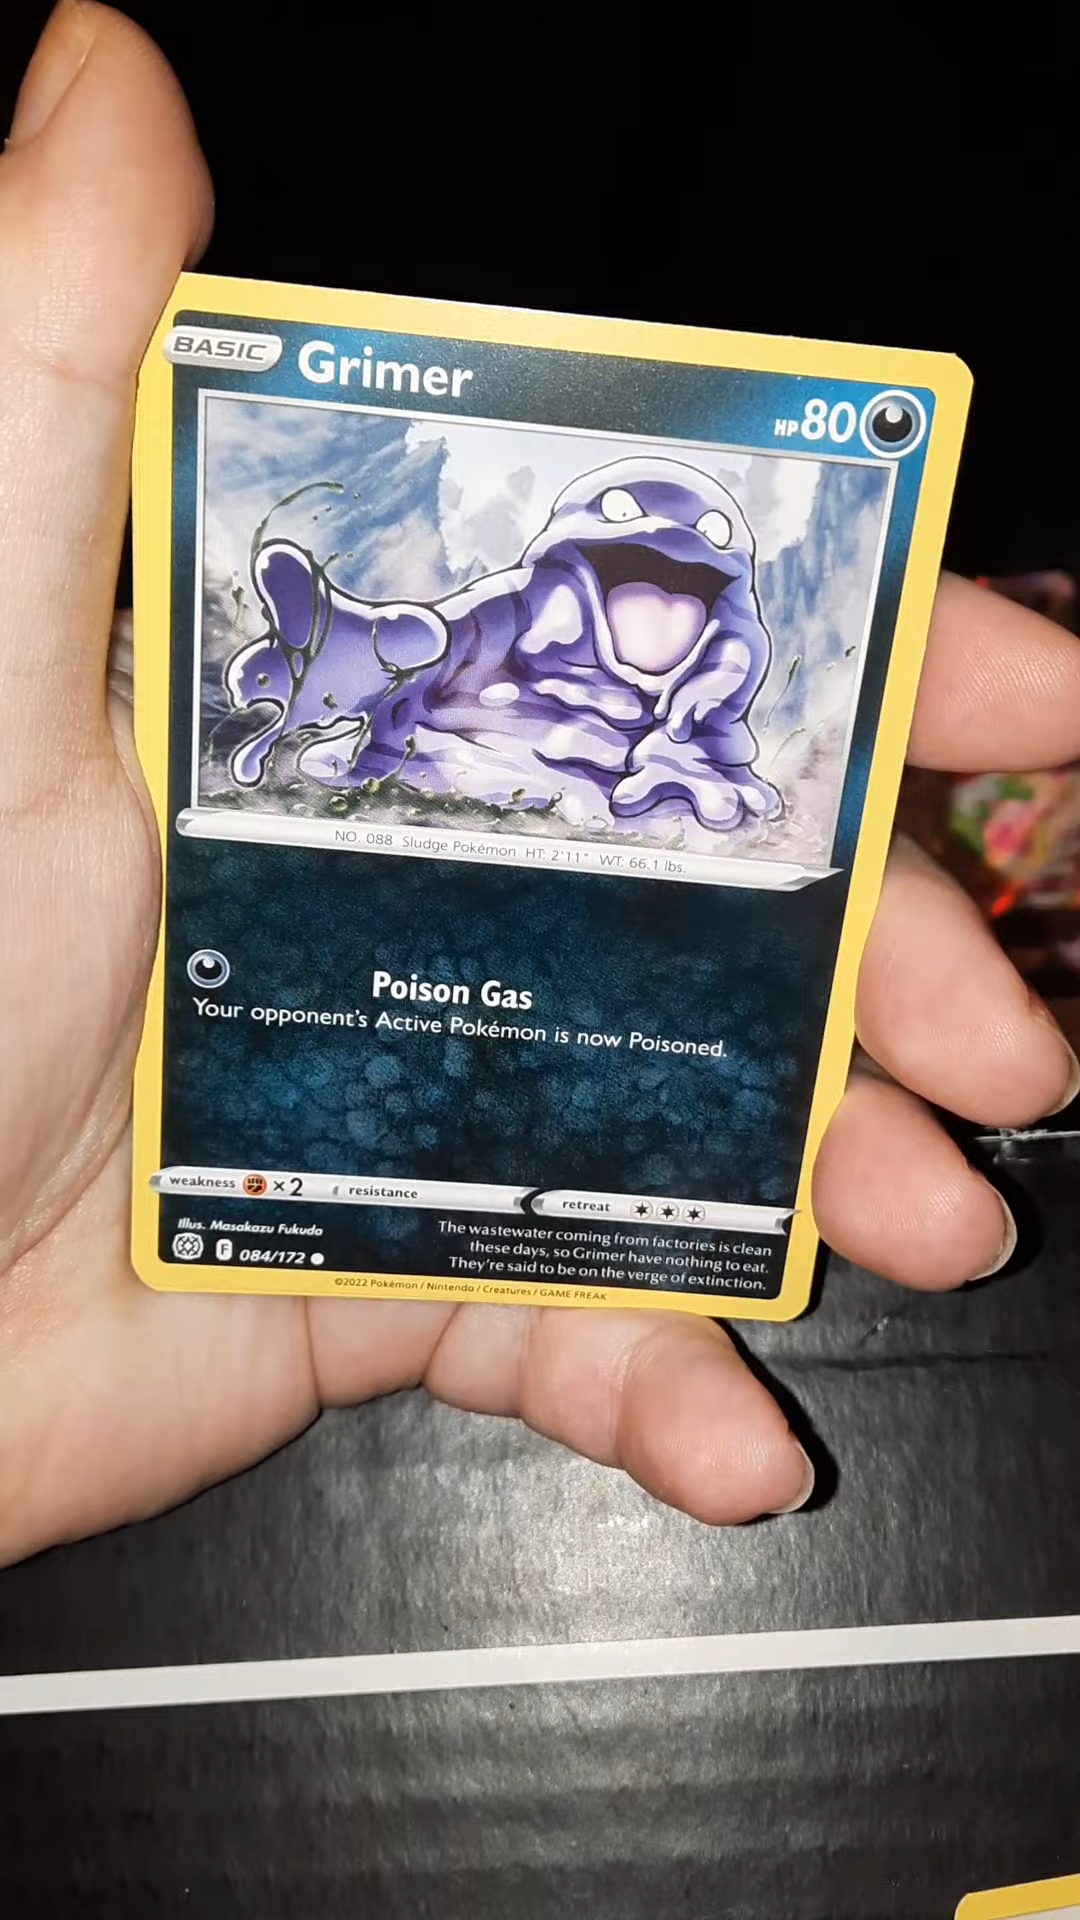 BASIC Grimer
HP 80
NO. 088 Sludge Pokémon HT: 2'11" WT: 66.1 lbs.
Poison Gas
Your opponent's Active Pokémon is now Poisoned.
weakness ×2 resistance retreat
Illus. Masakazu Fukuda
F 084/172
The wastewater coming from factories is clean
these days, so Grimer have nothing to eat.
They're said to be on the verge of extinction.
©2022 Pokémon / Nintendo / Creatures / GAME FREAK